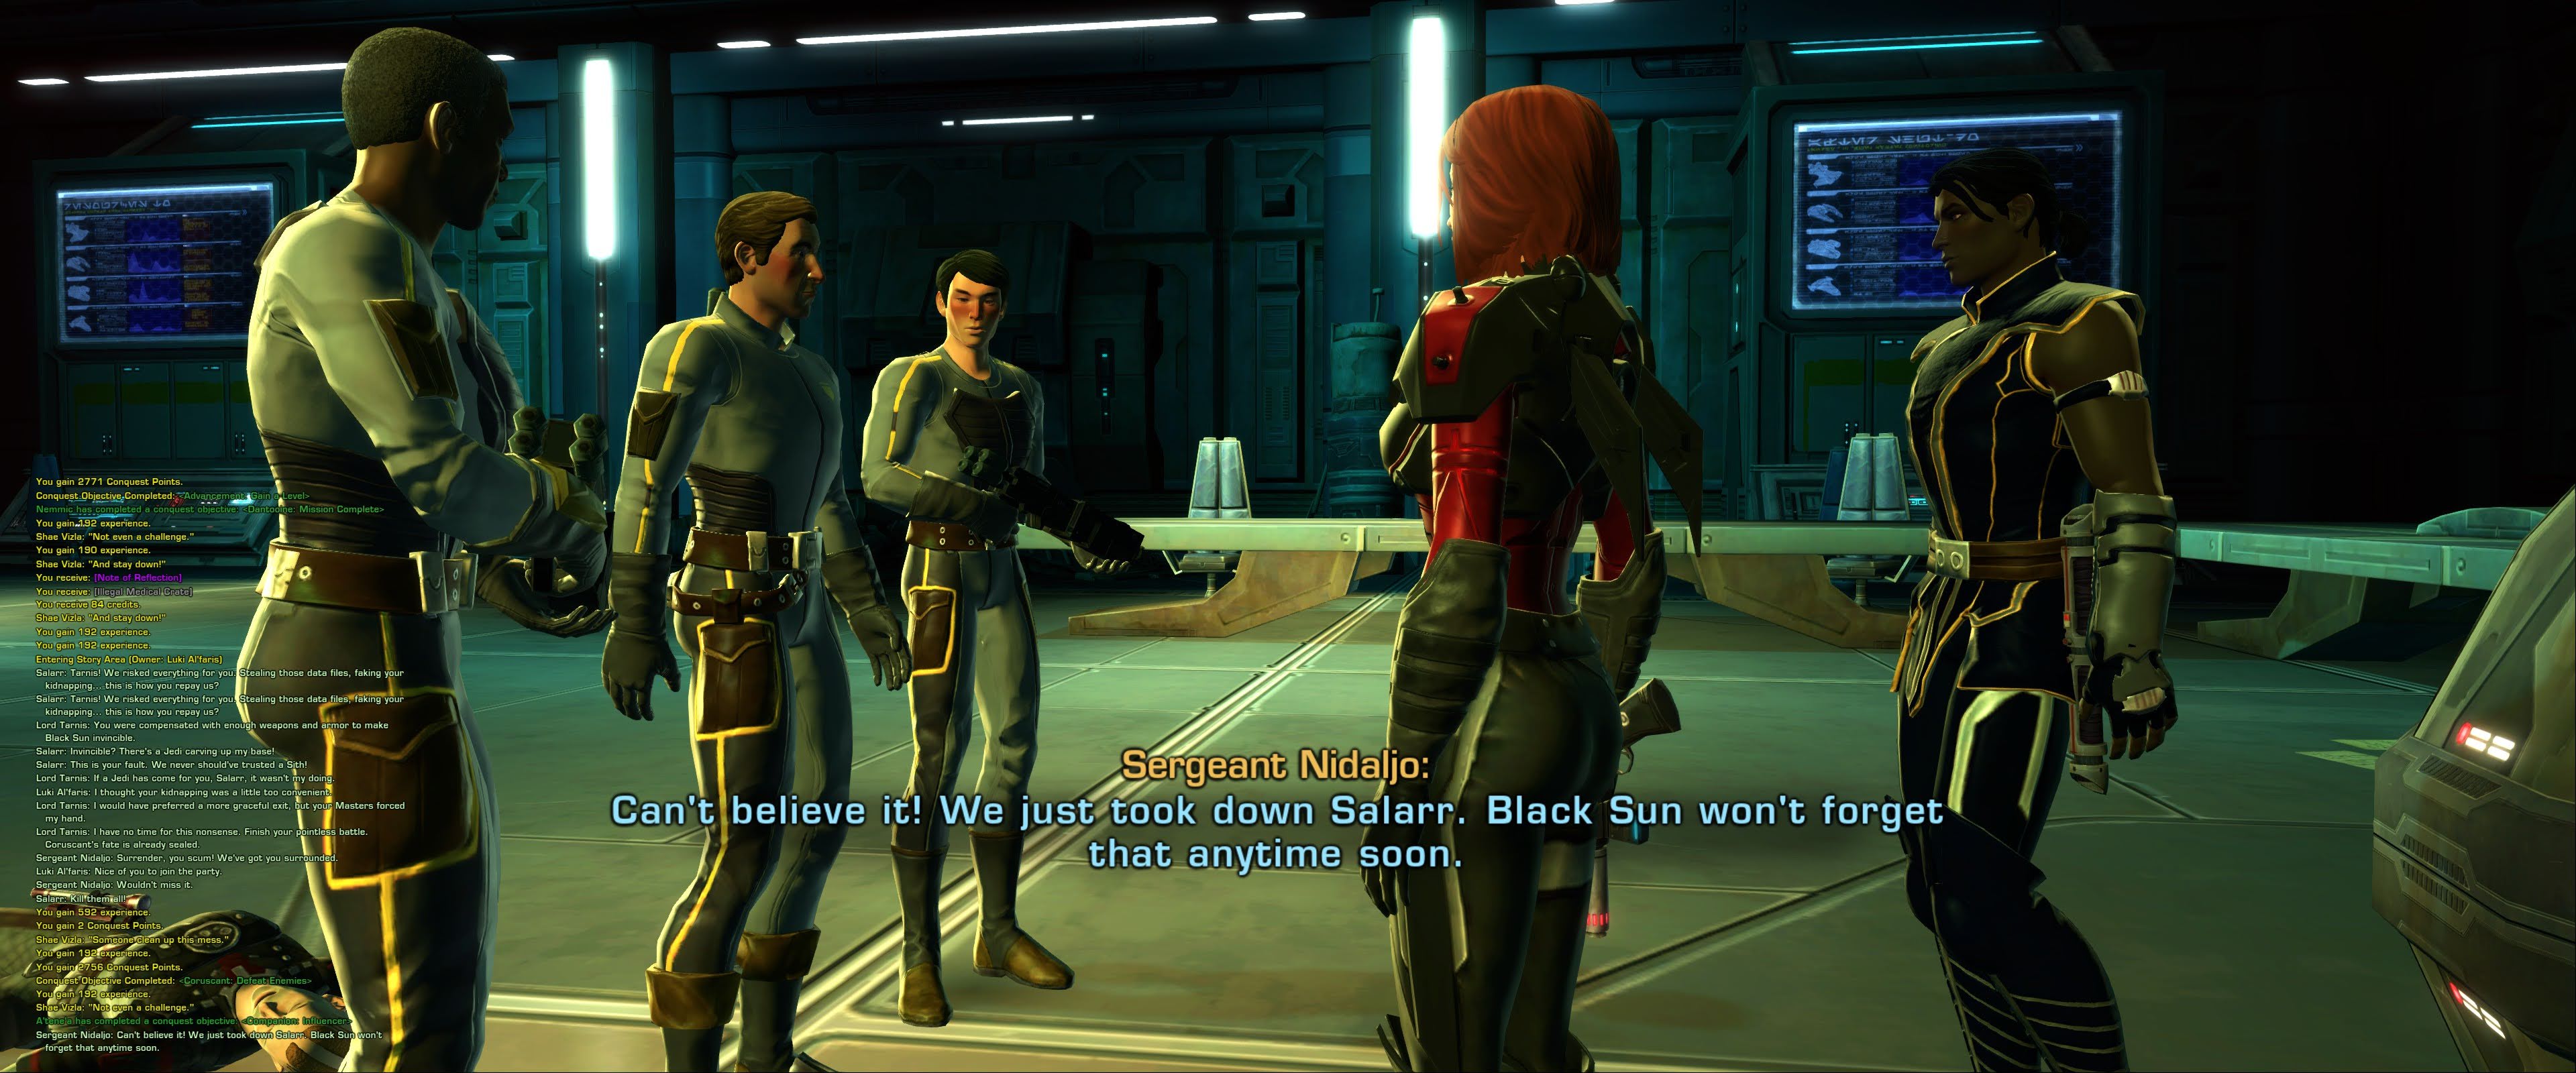 You gain 2771 Conquest Points.
Conquest Objective Completed: <Advancement: Gain a Level>
Nemmic has completed a conquest objective: <Dantooine: Mission Complete>
You gain 192 experience.
Shae Vizla: "Not even a challenge."
You gain 190 experience.
Shae Vizla: "And stay down!"
You receive: [Note of Reflection]
You receive: [Illegal Medical Crate]
You receive 84 credits.
Shae Vizla: "And stay down!"
You gain 192 experience.
You gain 192 experience.
Entering Story Area (Owner: Luki Al'faris)
Salarr: Tarnis! We risked everything for you. Stealing those data files, faking your
kidnapping... this is how you repay us?
Salarr: Tarnis! We risked everything for you. Stealing those data files, faking your
kidnapping... this is how you repay us?
Lord Tarnis: You were compensated with enough weapons and armor to make
Black Sun invincible.
Salarr: Invincible? There's a Jedi carving up my base!
Salarr: This is your fault. We never should've trusted a Sith!
Lord Tarnis: If a Jedi has come for you, Salarr, it wasn't my doing.
Luki Al'faris: I thought your kidnapping was a little too convenient.
Lord Tarnis: I would have preferred a more graceful exit, but your Masters forced
my hand.
Lord Tarnis: I have no time for this nonsense. Finish your pointless battle.
Coruscant's fate is already sealed.
Sergeant Nidaljo: Surrender, you scum! We've got you surrounded.
Luki Al'faris: Nice of you to join the party.
Sergeant Nidaljo: Wouldn't miss it.
Salarr: Kill them all!
You gain 592 experience.
You gain 2 Conquest Points.
Shae Vizla: "Someone clean up this mess."
You gain 192 experience.
You gain 2756 Conquest Points.
Conquest Objective Completed: <Coruscant: Defeat Enemies>
You gain 192 experience.
Shae Vizla: "Not even a challenge."
A'tene'a has completed a conquest objective: <Companion: Influencer>
Sergeant Nidaljo: Can't believe it! We just took down Salarr. Black Sun won't
forget that anytime soon.
Sergeant Nidaljo:
Can't believe it! We just took down Salarr. Black Sun won't forget
that anytime soon.